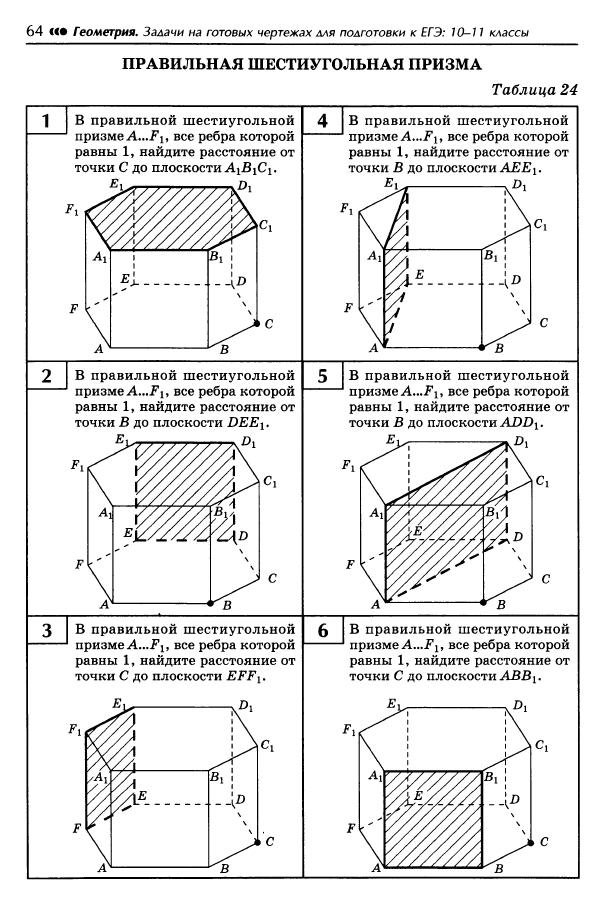 64 ««• Геометрия. Задачи на готовых чертежах для подготовки к ЕГЭ: 10–11 классы
ПРАВИЛЬНАЯ ШЕСТИУГОЛЬНАЯ ПРИЗМА
Таблица 24
1
В правильной шестиугольной
призме A...F₁, все ребра которой
равны 1, найдите расстояние от
точки C до плоскости A₁B₁C₁.
E₁ D₁
F₁
C₁
A₁ B₁
E D
F
C
A B
2
В правильной шестиугольной
призме A...F₁, все ребра которой
равны 1, найдите расстояние от
точки B до плоскости DEE₁.
E₁ D₁
F₁
C₁
A₁ B₁
E D
F
C
A B
3
В правильной шестиугольной
призме A...F₁, все ребра которой
равны 1, найдите расстояние от
точки C до плоскости EFF₁.
E₁ D₁
F₁
C₁
A₁ B₁
E D
F
C
A B
4
В правильной шестиугольной
призме A...F₁, все ребра которой
равны 1, найдите расстояние от
точки B до плоскости AEE₁.
E₁ D₁
F₁
C₁
A₁ B₁
E D
F
C
A B
5
В правильной шестиугольной
призме A...F₁, все ребра которой
равны 1, найдите расстояние от
точки B до плоскости ADD₁.
E₁ D₁
F₁
C₁
A₁ B₁
E D
F
C
A B
6
В правильной шестиугольной
призме A...F₁, все ребра которой
равны 1, найдите расстояние от
точки C до плоскости ABB₁.
E₁ D₁
F₁
C₁
A₁ B₁
E D
F
C
A B